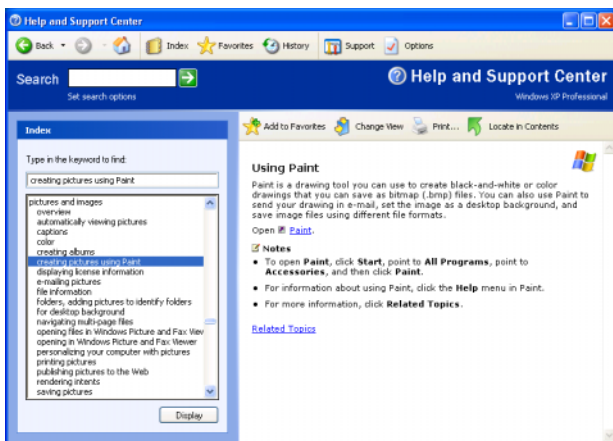 Help and Support Center
Back Index Favorites History Support Options
Search
Set search options
Help and Support Center
Windows XP Professional
Index
Type in the keyword to find:
creating pictures using Paint
pictures and images
overview
automatically viewing pictures
captions
color
creating albums
creating pictures using Paint
displaying license information
e-mailing pictures
file information
folders, adding pictures to identify folders
for desktop background
navigating multi-page files
opening files in Windows Picture and Fax View
opening in Windows Picture and Fax Viewer
personalizing your computer with pictures
printing pictures
publishing pictures to the Web
rendering intents
saving pictures
Display
Add to Favorites Change View Print... Locate in Contents
Using Paint
Paint is a drawing tool you can use to create black-and-white or color
drawings that you can save as bitmap (.bmp) files. You can also use Paint to
send your drawing in e-mail, set the image as a desktop background, and
save image files using different file formats.
Open Paint.
Notes
• To open Paint, click Start, point to All Programs, point to
Accessories, and then click Paint.
• For information about using Paint, click the Help menu in Paint.
• For more information, click Related Topics.
Related Topics